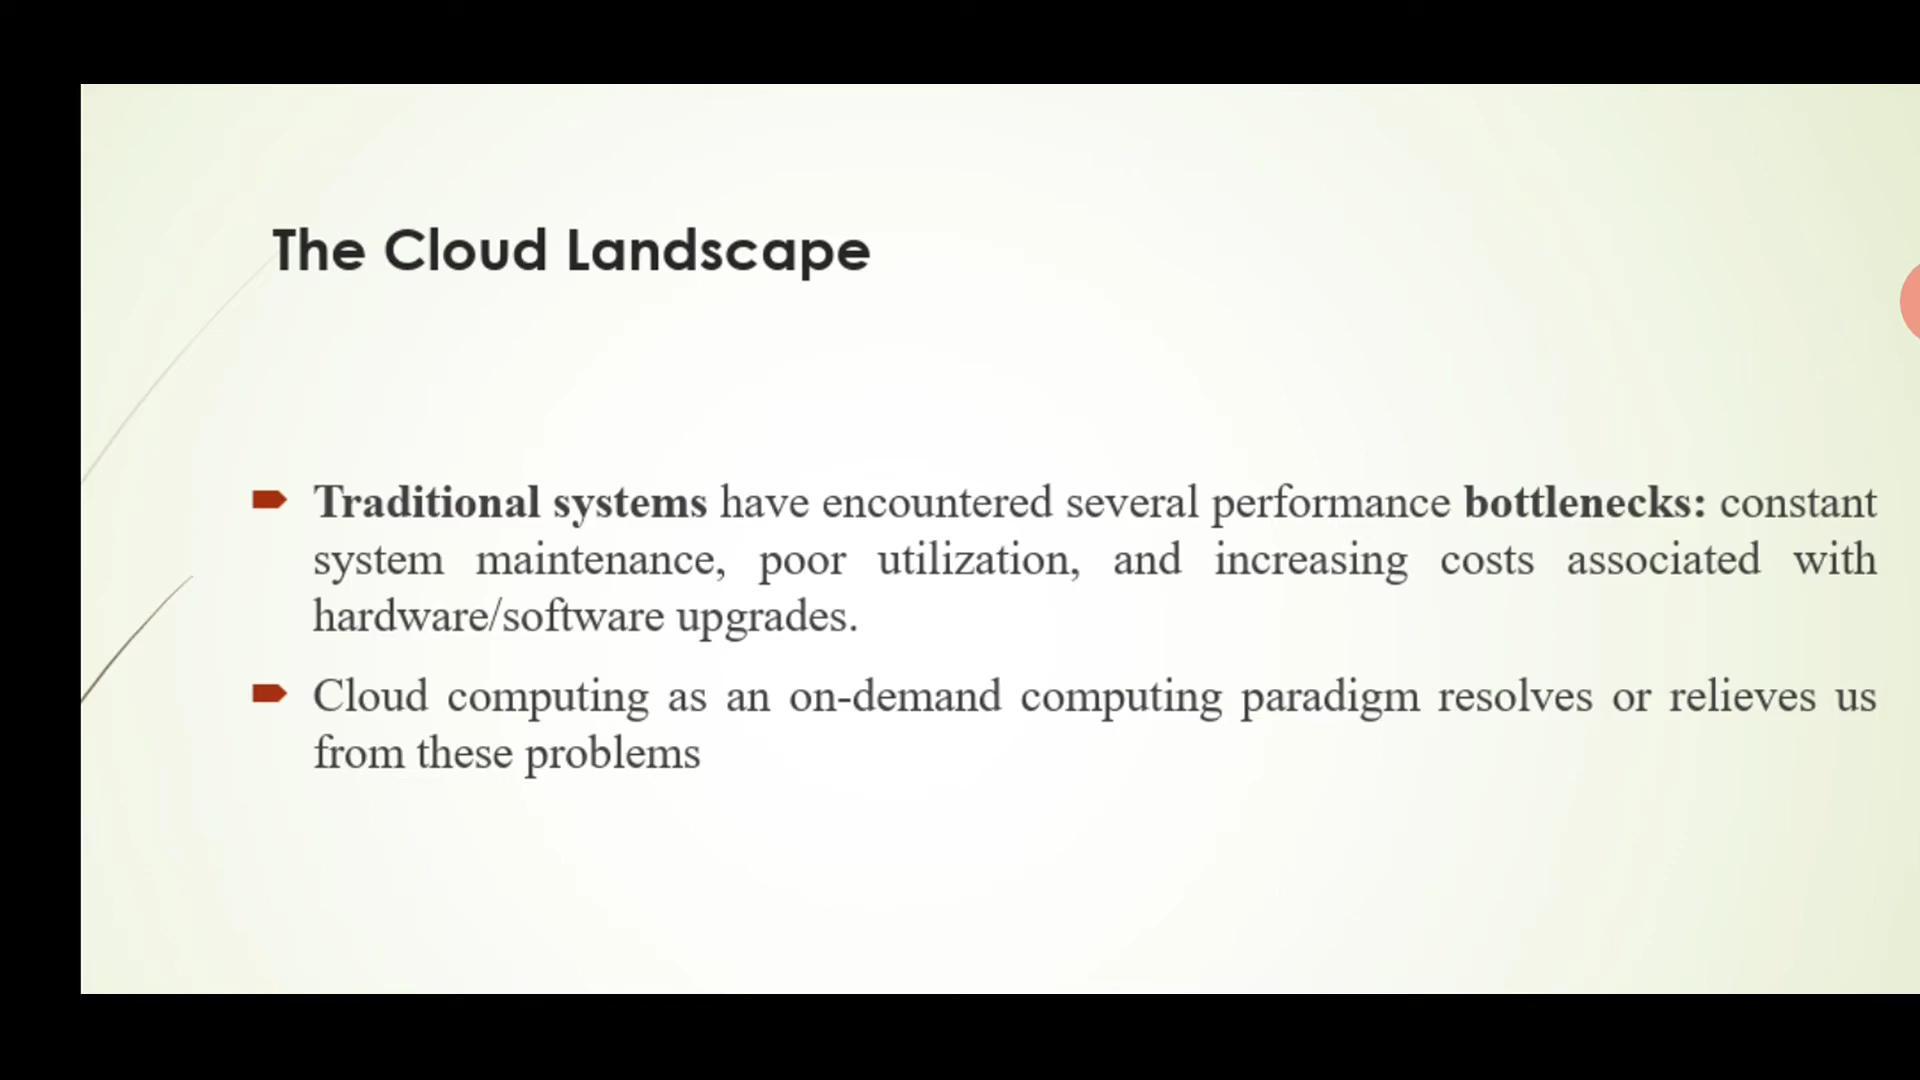 The Cloud Landscape
Traditional systems have encountered several performance bottlenecks: constant
system maintenance, poor utilization, and increasing costs associated with
hardware/software upgrades.
Cloud computing as an on-demand computing paradigm resolves or relieves us
from these problems